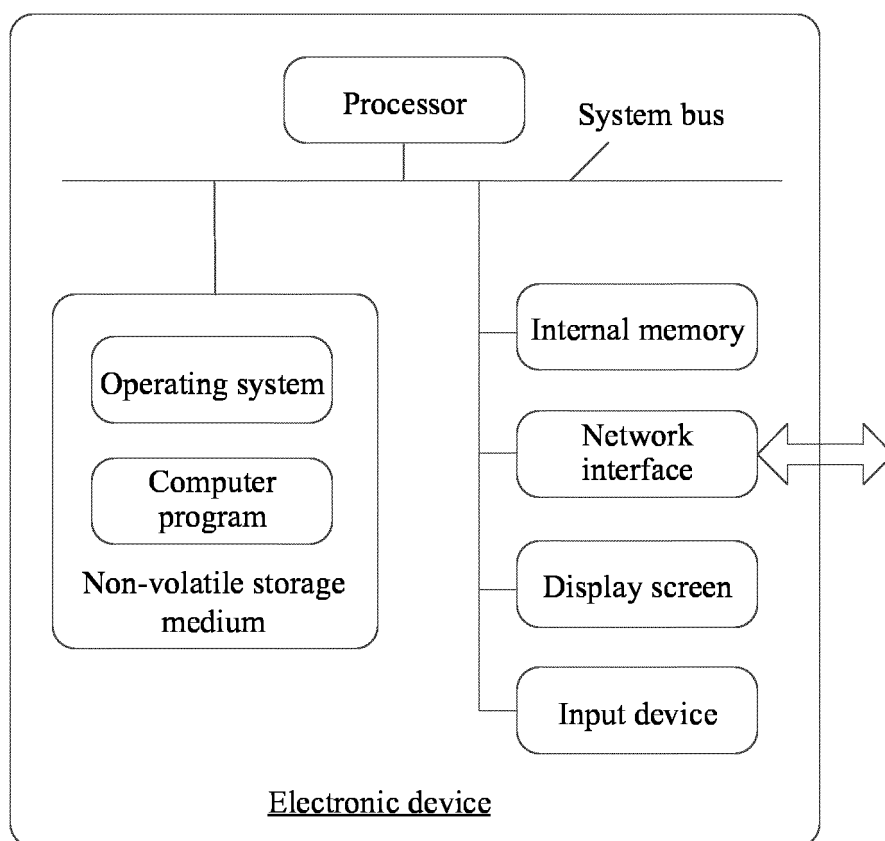 Processor
System bus
Internal memory
Operating system
Network
interface
Computer
program
Non-volatile storage
medium
Display screen
Input device
Electronic device